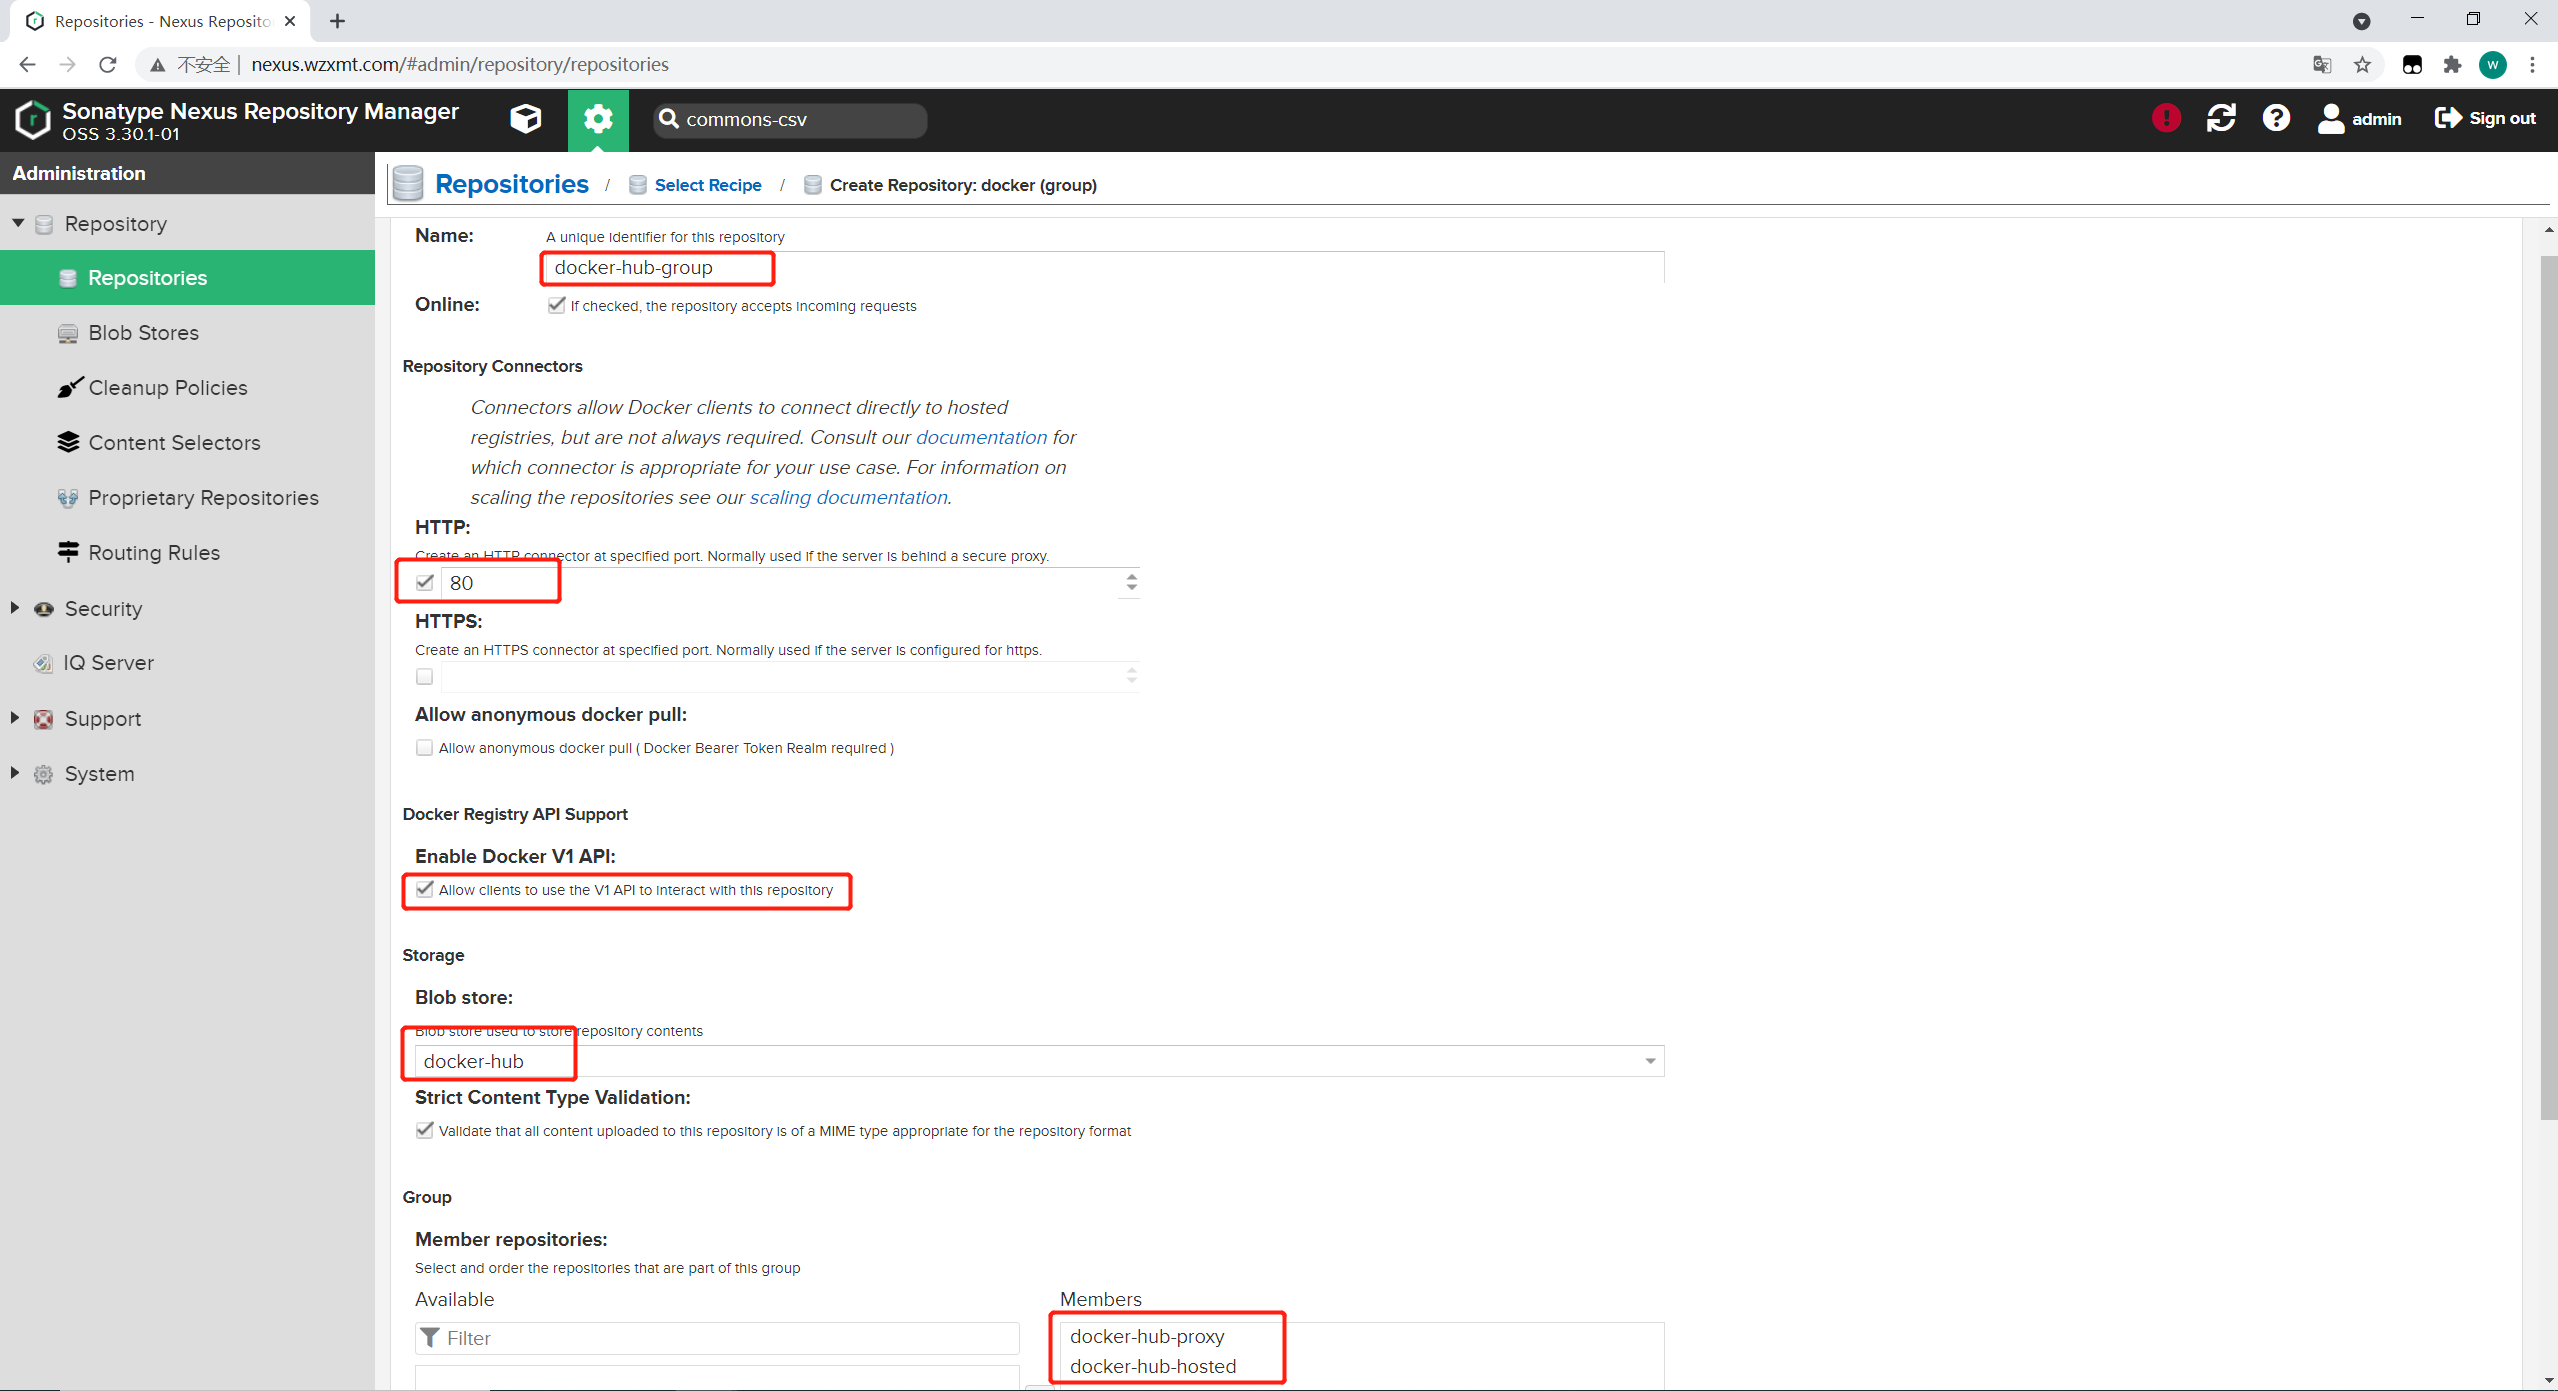 Repositories - Nexus Reposito
不安全 | nexus.wzxmt.com/#admin/repository/repositories
W
Sonatype Nexus Repository Manager
OSS 3.30.1-01
commons-csv
admin
Sign out
Administration
Repositories / Select Recipe / Create Repository: docker (group)
Repository
Repositories
Blob Stores
Cleanup Policies
Content Selectors
Proprietary Repositories
Routing Rules
Security
IQ Server
Support
System
Name: A unique identifier for this repository
docker-hub-group
Online: If checked, the repository accepts incoming requests
Repository Connectors
Connectors allow Docker clients to connect directly to hosted
registries, but are not always required. Consult our documentation for
which connector is appropriate for your use case. For information on
scaling the repositories see our scaling documentation.
HTTP:
Create an HTTP connector at specified port. Normally used if the server is behind a secure proxy.
80
HTTPS:
Create an HTTPS connector at specified port. Normally used if the server is configured for https.
Allow anonymous docker pull:
Allow anonymous docker pull ( Docker Bearer Token Realm required )
Docker Registry API Support
Enable Docker V1 API:
Allow clients to use the V1 API to interact with this repository
Storage
Blob store:
Blob store used to store repository contents
docker-hub
Strict Content Type Validation:
Validate that all content uploaded to this repository is of a MIME type appropriate for the repository format
Group
Member repositories:
Select and order the repositories that are part of this group
Available
Members
Filter
docker-hub-proxy
docker-hub-hosted